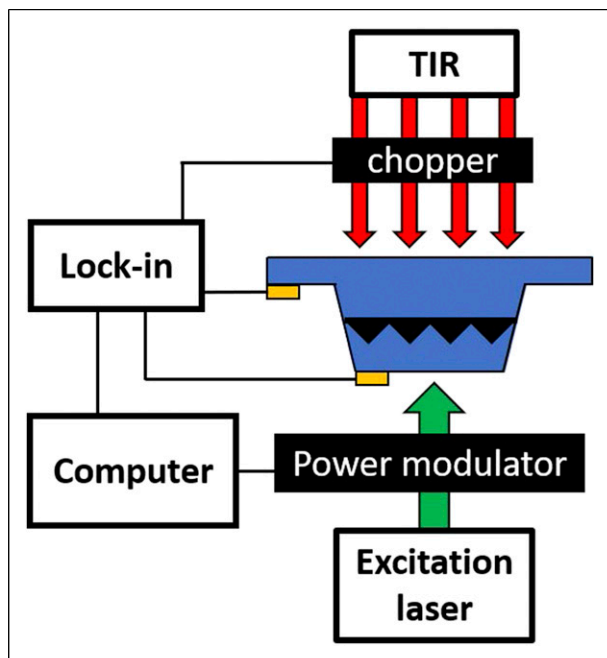 TIR
chopper
Lock-in
Computer
Power modulator
Excitation
laser